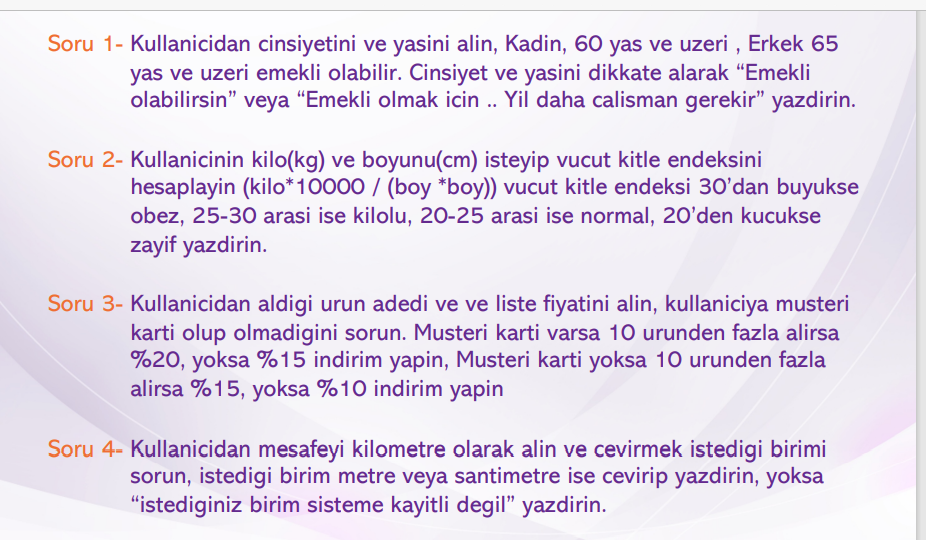 Soru 1- Kullanicidan cinsiyetini ve yasini alin, Kadin, 60 yas ve uzeri , Erkek 65
yas ve uzeri emekli olabilir. Cinsiyet ve yasini dikkate alarak “Emekli
olabilirsin” veya “Emekli olmak icin .. Yil daha calisman gerekir” yazdirin.
Soru 2- Kullanicinin kilo(kg) ve boyunu(cm) isteyip vucut kitle endeksini
hesaplayin (kilo*10000 / (boy *boy)) vucut kitle endeksi 30’dan buyukse
obez, 25-30 arasi ise kilolu, 20-25 arasi ise normal, 20’den kucukse
zayif yazdirin.
Soru 3- Kullanicidan aldigi urun adedi ve ve liste fiyatini alin, kullaniciya musteri
karti olup olmadigini sorun. Musteri karti varsa 10 urunden fazla alirsa
%20, yoksa %15 indirim yapin, Musteri karti yoksa 10 urunden fazla
alirsa %15, yoksa %10 indirim yapin
Soru 4- Kullanicidan mesafeyi kilometre olarak alin ve cevirmek istedigi birimi
sorun, istedigi birim metre veya santimetre ise cevirip yazdirin, yoksa
“istediginiz birim sisteme kayitli degil” yazdirin.